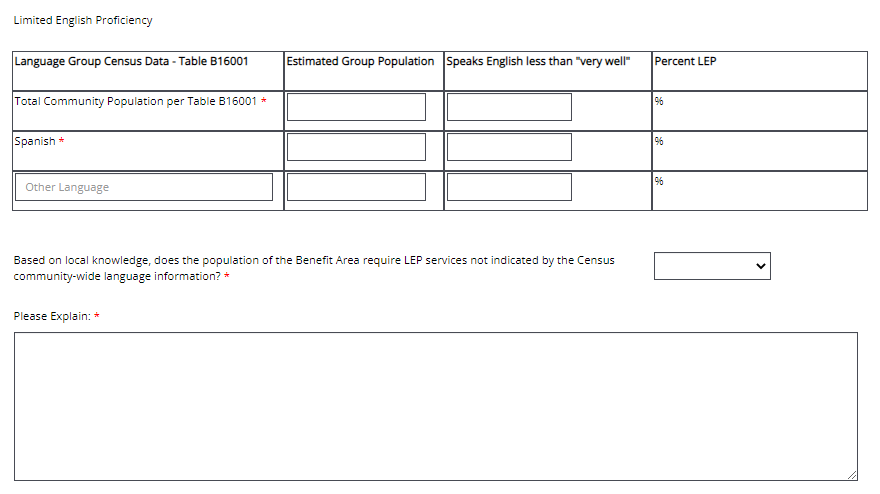 Limited English Proficiency
Language Group Census Data - Table B16001 Estimated Group Population Speaks English less than "very well" Percent LEP
Total Community Population per Table B16001 * %
Spanish * %
Other Language %
Based on local knowledge, does the population of the Benefit Area require LEP services not indicated by the Census
community-wide language information? *
Please Explain: *